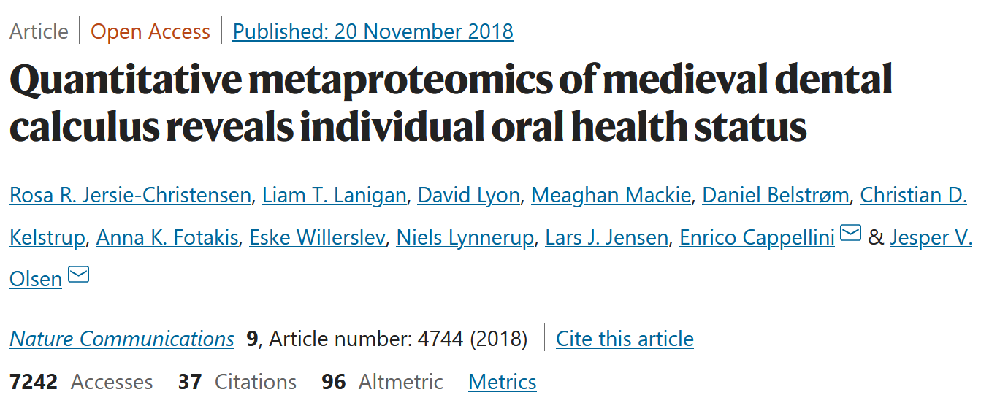 Article Open Access Published: 20 November 2018
Quantitative metaproteomics of medieval dental
calculus reveals individual oral health status
Rosa R. Jersie-Christensen, Liam T. Lanigan, David Lyon, Meaghan Mackie, Daniel Belstrøm, Christian D.
Kelstrup, Anna K. Fotakis, Eske Willerslev, Niels Lynnerup, Lars J. Jensen, Enrico Cappellini & Jesper V.
Olsen
Nature Communications 9, Article number: 4744 (2018) Cite this article
7242 Accesses 37 Citations 96 Altmetric Metrics